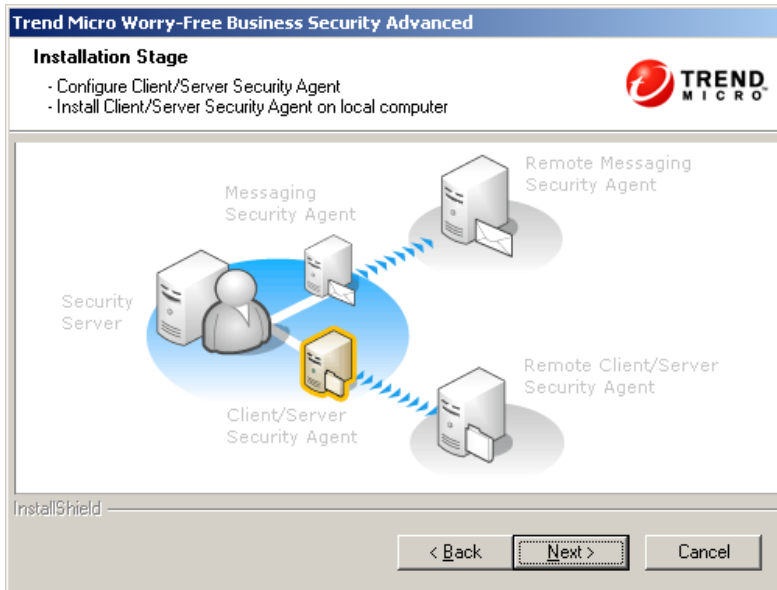 Trend Micro Worry-Free Business Security Advanced
Installation Stage
- Configure Client/Server Security Agent
- Install Client/Server Security Agent on local computer
TREND
MICRO™
Remote Messaging
Security Agent
Messaging
Security Agent
Security
Server
Remote Client/Server
Security Agent
Client/Server
Security Agent
InstallShield
< Back
Next >
Cancel